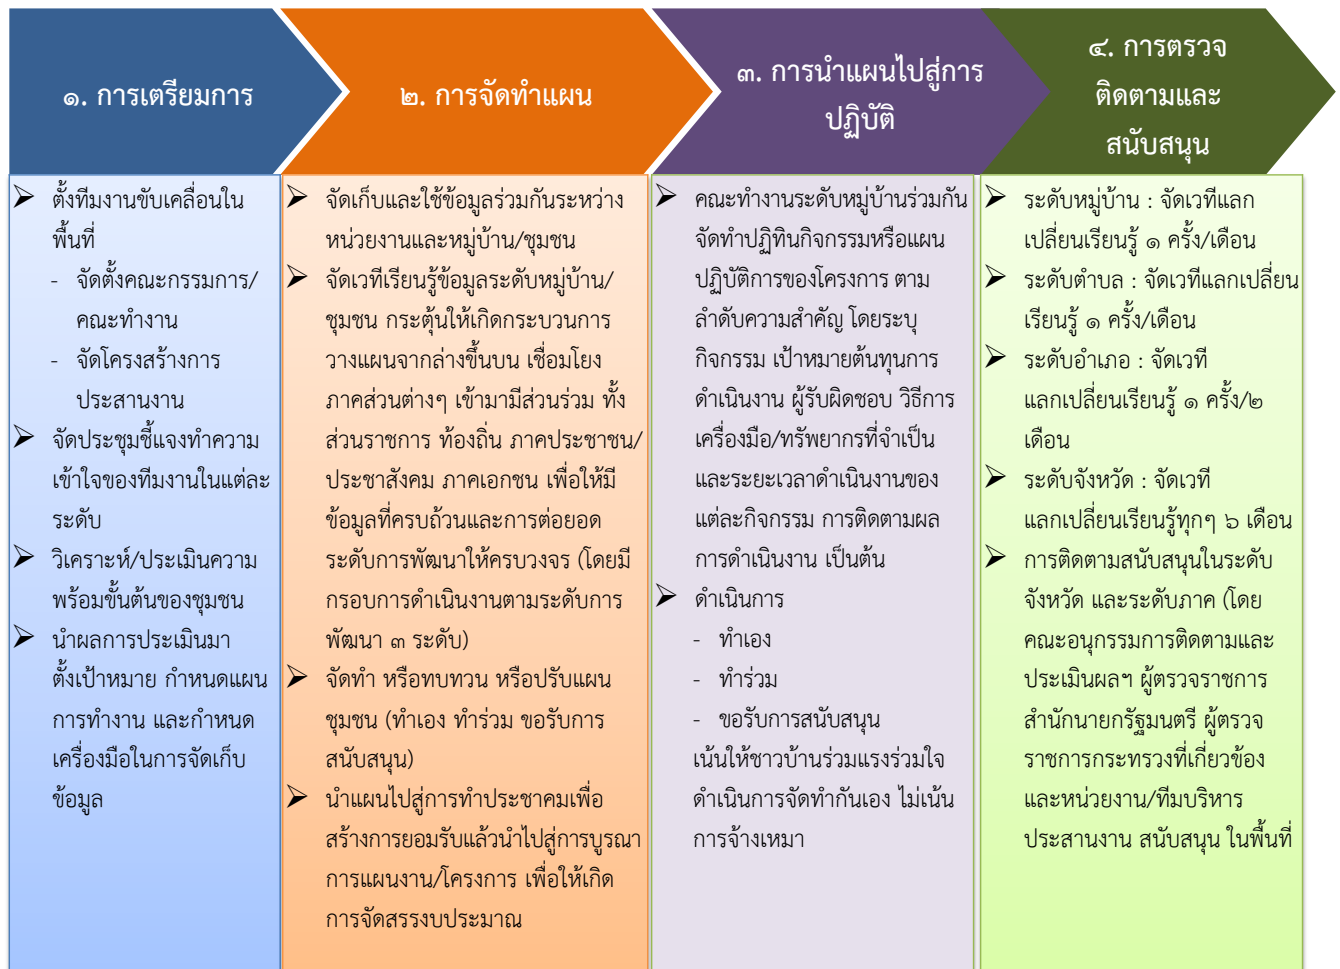 ๑. การเตรียมการ
➢ ตั้งทีมงานขับเคลื่อนใน
พื้นที่
- จัดตั้งคณะกรรมการ/
คณะทำงาน
- จัดโครงสร้างการ
ประสานงาน
➢ จัดประชุมชี้แจงทำความ
เข้าใจของทีมงานในแต่ละ
ระดับ
➢ วิเคราะห์/ประเมินความ
พร้อมขั้นต้นของชุมชน
➢ นำผลการประเมินมา
ตั้งเป้าหมาย กำหนดแผน
การทำงาน และกำหนด
เครื่องมือในการจัดเก็บ
ข้อมูล
๒. การจัดทำแผน
➢ จัดเก็บและใช้ข้อมูลร่วมกันระหว่าง
หน่วยงานและหมู่บ้าน/ชุมชน
➢ จัดเวทีเรียนรู้ข้อมูลระดับหมู่บ้าน/
ชุมชน กระตุ้นให้เกิดกระบวนการ
วางแผนจากล่างขึ้นบน เชื่อมโยง
ภาคส่วนต่างๆ เข้ามามีส่วนร่วม ทั้ง
ส่วนราชการ ท้องถิ่น ภาคประชาชน/
ประชาสังคม ภาคเอกชน เพื่อให้มี
ข้อมูลที่ครบถ้วนและการต่อยอด
ระดับการพัฒนาให้ครบวงจร (โดยมี
กรอบการดำเนินงานตามระดับการ
พัฒนา ๓ ระดับ)
➢ จัดทำ หรือทบทวน หรือปรับแผน
ชุมชน (ทำเอง ทำร่วม ขอรับการ
สนับสนุน)
➢ นำแผนไปสู่การทำประชาคมเพื่อ
สร้างการยอมรับแล้วนำไปสู่การบูรณา
การแผนงาน/โครงการ เพื่อให้เกิด
การจัดสรรงบประมาณ
๓. การนำแผนไปสู่การ
ปฏิบัติ
➢ คณะทำงานระดับหมู่บ้านร่วมกัน
จัดทำปฏิทินกิจกรรมหรือแผน
ปฏิบัติการของโครงการ ตาม
ลำดับความสำคัญ โดยระบุ
กิจกรรม เป้าหมายต้นทุนการ
ดำเนินงาน ผู้รับผิดชอบ วิธีการ
เครื่องมือ/ทรัพยากรที่จำเป็น
และระยะเวลาดำเนินงานของ
แต่ละกิจกรรม การติดตามผล
การดำเนินงาน เป็นต้น
➢ ดำเนินการ
- ทำเอง
- ทำร่วม
- ขอรับการสนับสนุน
เน้นให้ชาวบ้านร่วมแรงร่วมใจ
ดำเนินการจัดทำกันเอง ไม่เน้น
การจ้างเหมา
๔. การตรวจ
ติดตามและ
สนับสนุน
➢ ระดับหมู่บ้าน : จัดเวทีแลก
เปลี่ยนเรียนรู้ ๑ ครั้ง/เดือน
➢ ระดับตำบล : จัดเวทีแลกเปลี่ยน
เรียนรู้ ๑ ครั้ง/เดือน
➢ ระดับอำเภอ : จัดเวที
แลกเปลี่ยนเรียนรู้ ๑ ครั้ง/๒
เดือน
➢ ระดับจังหวัด : จัดเวที
แลกเปลี่ยนเรียนรู้ทุกๆ ๖ เดือน
➢ การติดตามสนับสนุนในระดับ
จังหวัด และระดับภาค (โดย
คณะอนุกรรมการติดตามและ
ประเมินผลฯ ผู้ตรวจราชการ
สำนักนายกรัฐมนตรี ผู้ตรวจ
ราชการกระทรวงที่เกี่ยวข้อง
และหน่วยงาน/ทีมบริหาร
ประสานงาน สนับสนุน ในพื้นที่